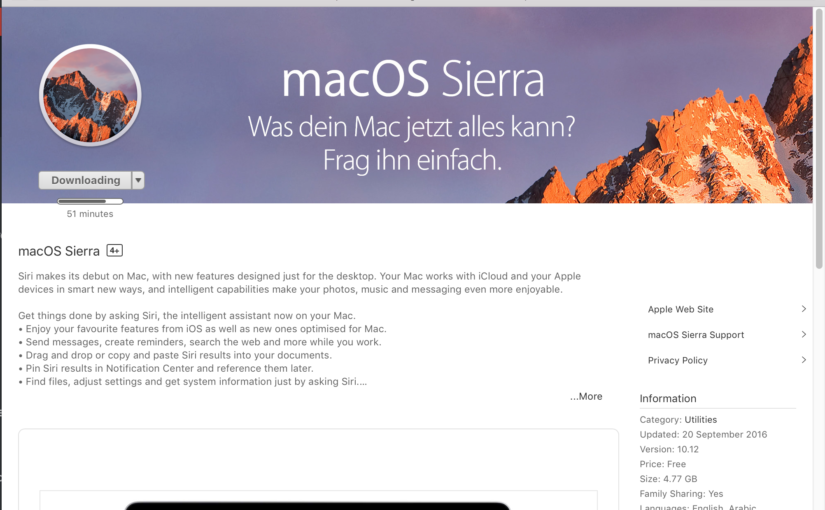 macOS Sierra
Was dein Mac jetzt alles kann?
Frag ihn einfach.
Downloading
51 minutes
macOS Sierra 4+
Siri makes its debut on Mac, with new features designed just for the desktop. Your Mac works with iCloud and your Apple
devices in smart new ways, and intelligent capabilities make your photos, music and messaging even more enjoyable.
Get things done by asking Siri, the intelligent assistant now on your Mac.
• Enjoy your favourite features from iOS as well as new ones optimised for Mac.
• Send messages, create reminders, search the web and more while you work.
• Drag and drop or copy and paste Siri results into your documents.
• Pin Siri results in Notification Center and reference them later.
• Find files, adjust settings and get system information just by asking Siri....
...More
Apple Web Site
macOS Sierra Support
Privacy Policy
Information
Category: Utilities
Updated: 20 September 2016
Version: 10.12
Price: Free
Size: 4.77 GB
Family Sharing: Yes
Languages: English, Arabic,